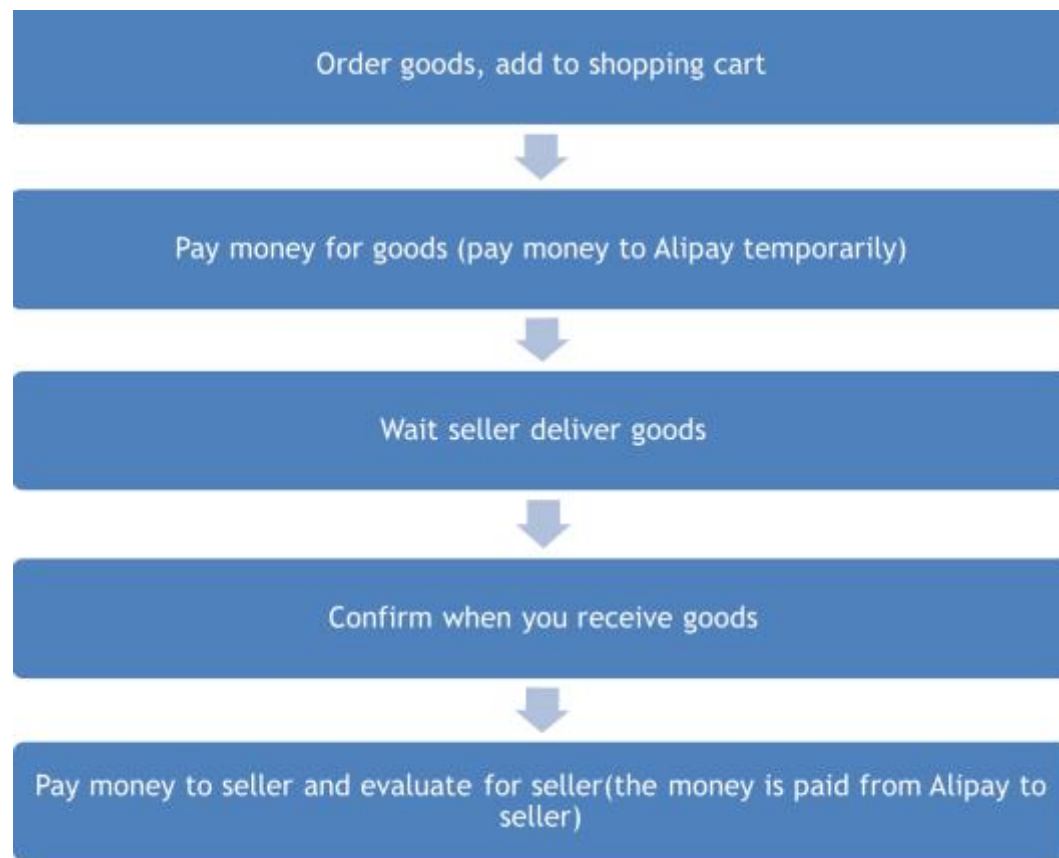 Order goods, add to shopping cart
Pay money for goods (pay money to Alipay temporarily)
Wait seller deliver goods
Confirm when you receive goods
Pay money to seller and evaluate for seller(the money is paid from Alipay to
seller)